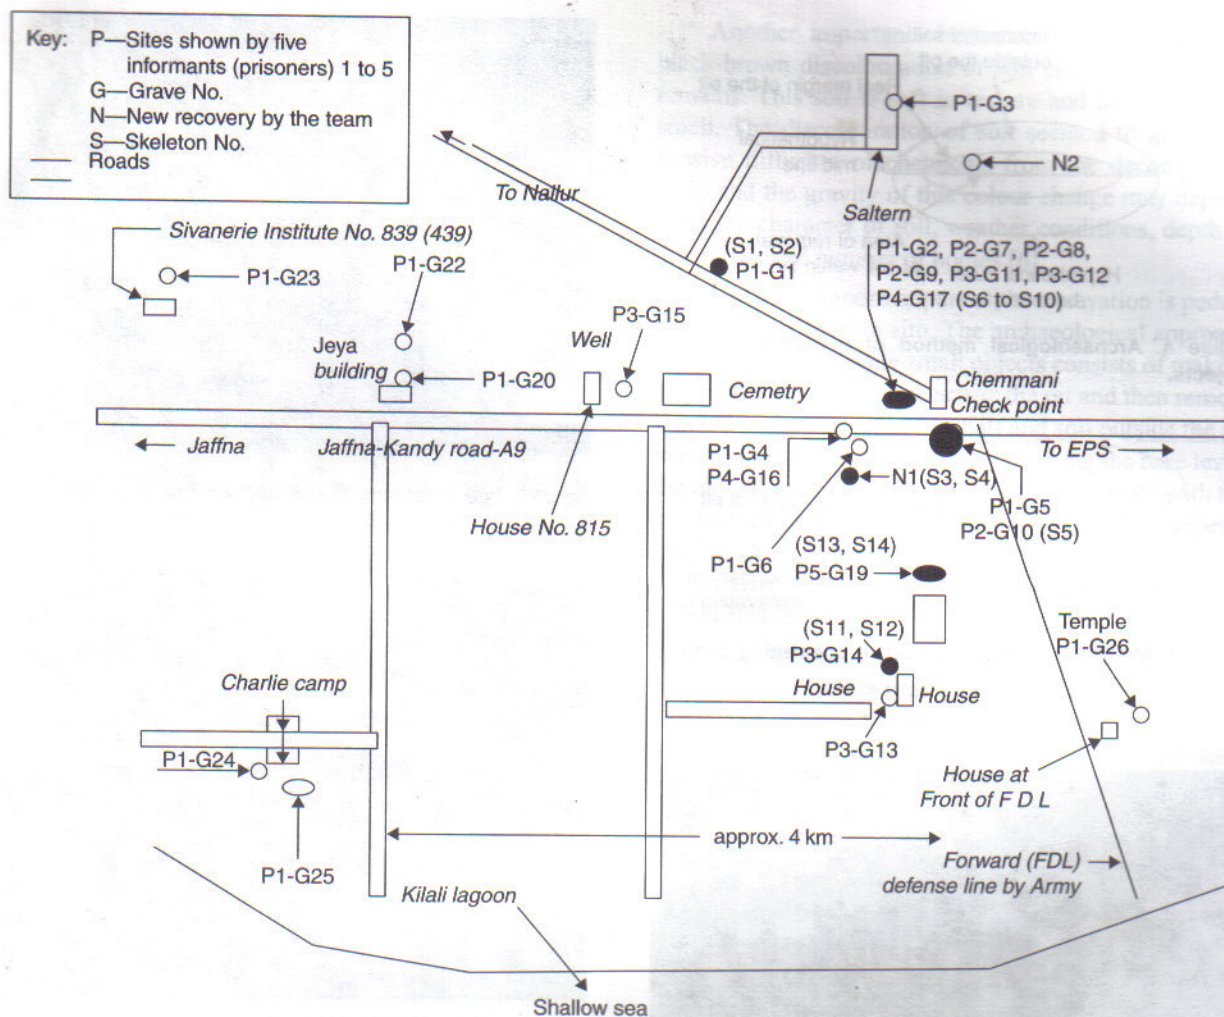 Key: P—Sites shown by five
informants (prisoners) 1 to 5
G—Grave No.
N—New recovery by the team
S—Skeleton No.
Roads
P1-G3
N2
To Nallur
Saltern
Sivanerie Institute No. 839 (439)
P1-G23
P1-G22
(S1, S2)
P1-G1
P1-G2, P2-G7, P2-G8,
P2-G9, P3-G11, P3-G12
P4-G17 (S6 to S10)
P3-G15
Well
Jeya
building
P1-G20
Cemetry
Chemmani
Check point
Jaffna
Jaffna-Kandy road-A9
To EPS
P1-G4
P4-G16
N1(S3, S4)
House No. 815
P1-G5
P2-G10 (S5)
P1-G6
(S13, S14)
P5-G19
(S11, S12)
P3-G14
Temple
P1-G26
House
House
Charlie camp
P3-G13
P1-G24
House at
Front of F D L
approx. 4 km
P1-G25
Forward (FDL)
defense line by Army
Kilali lagoon
Shallow sea